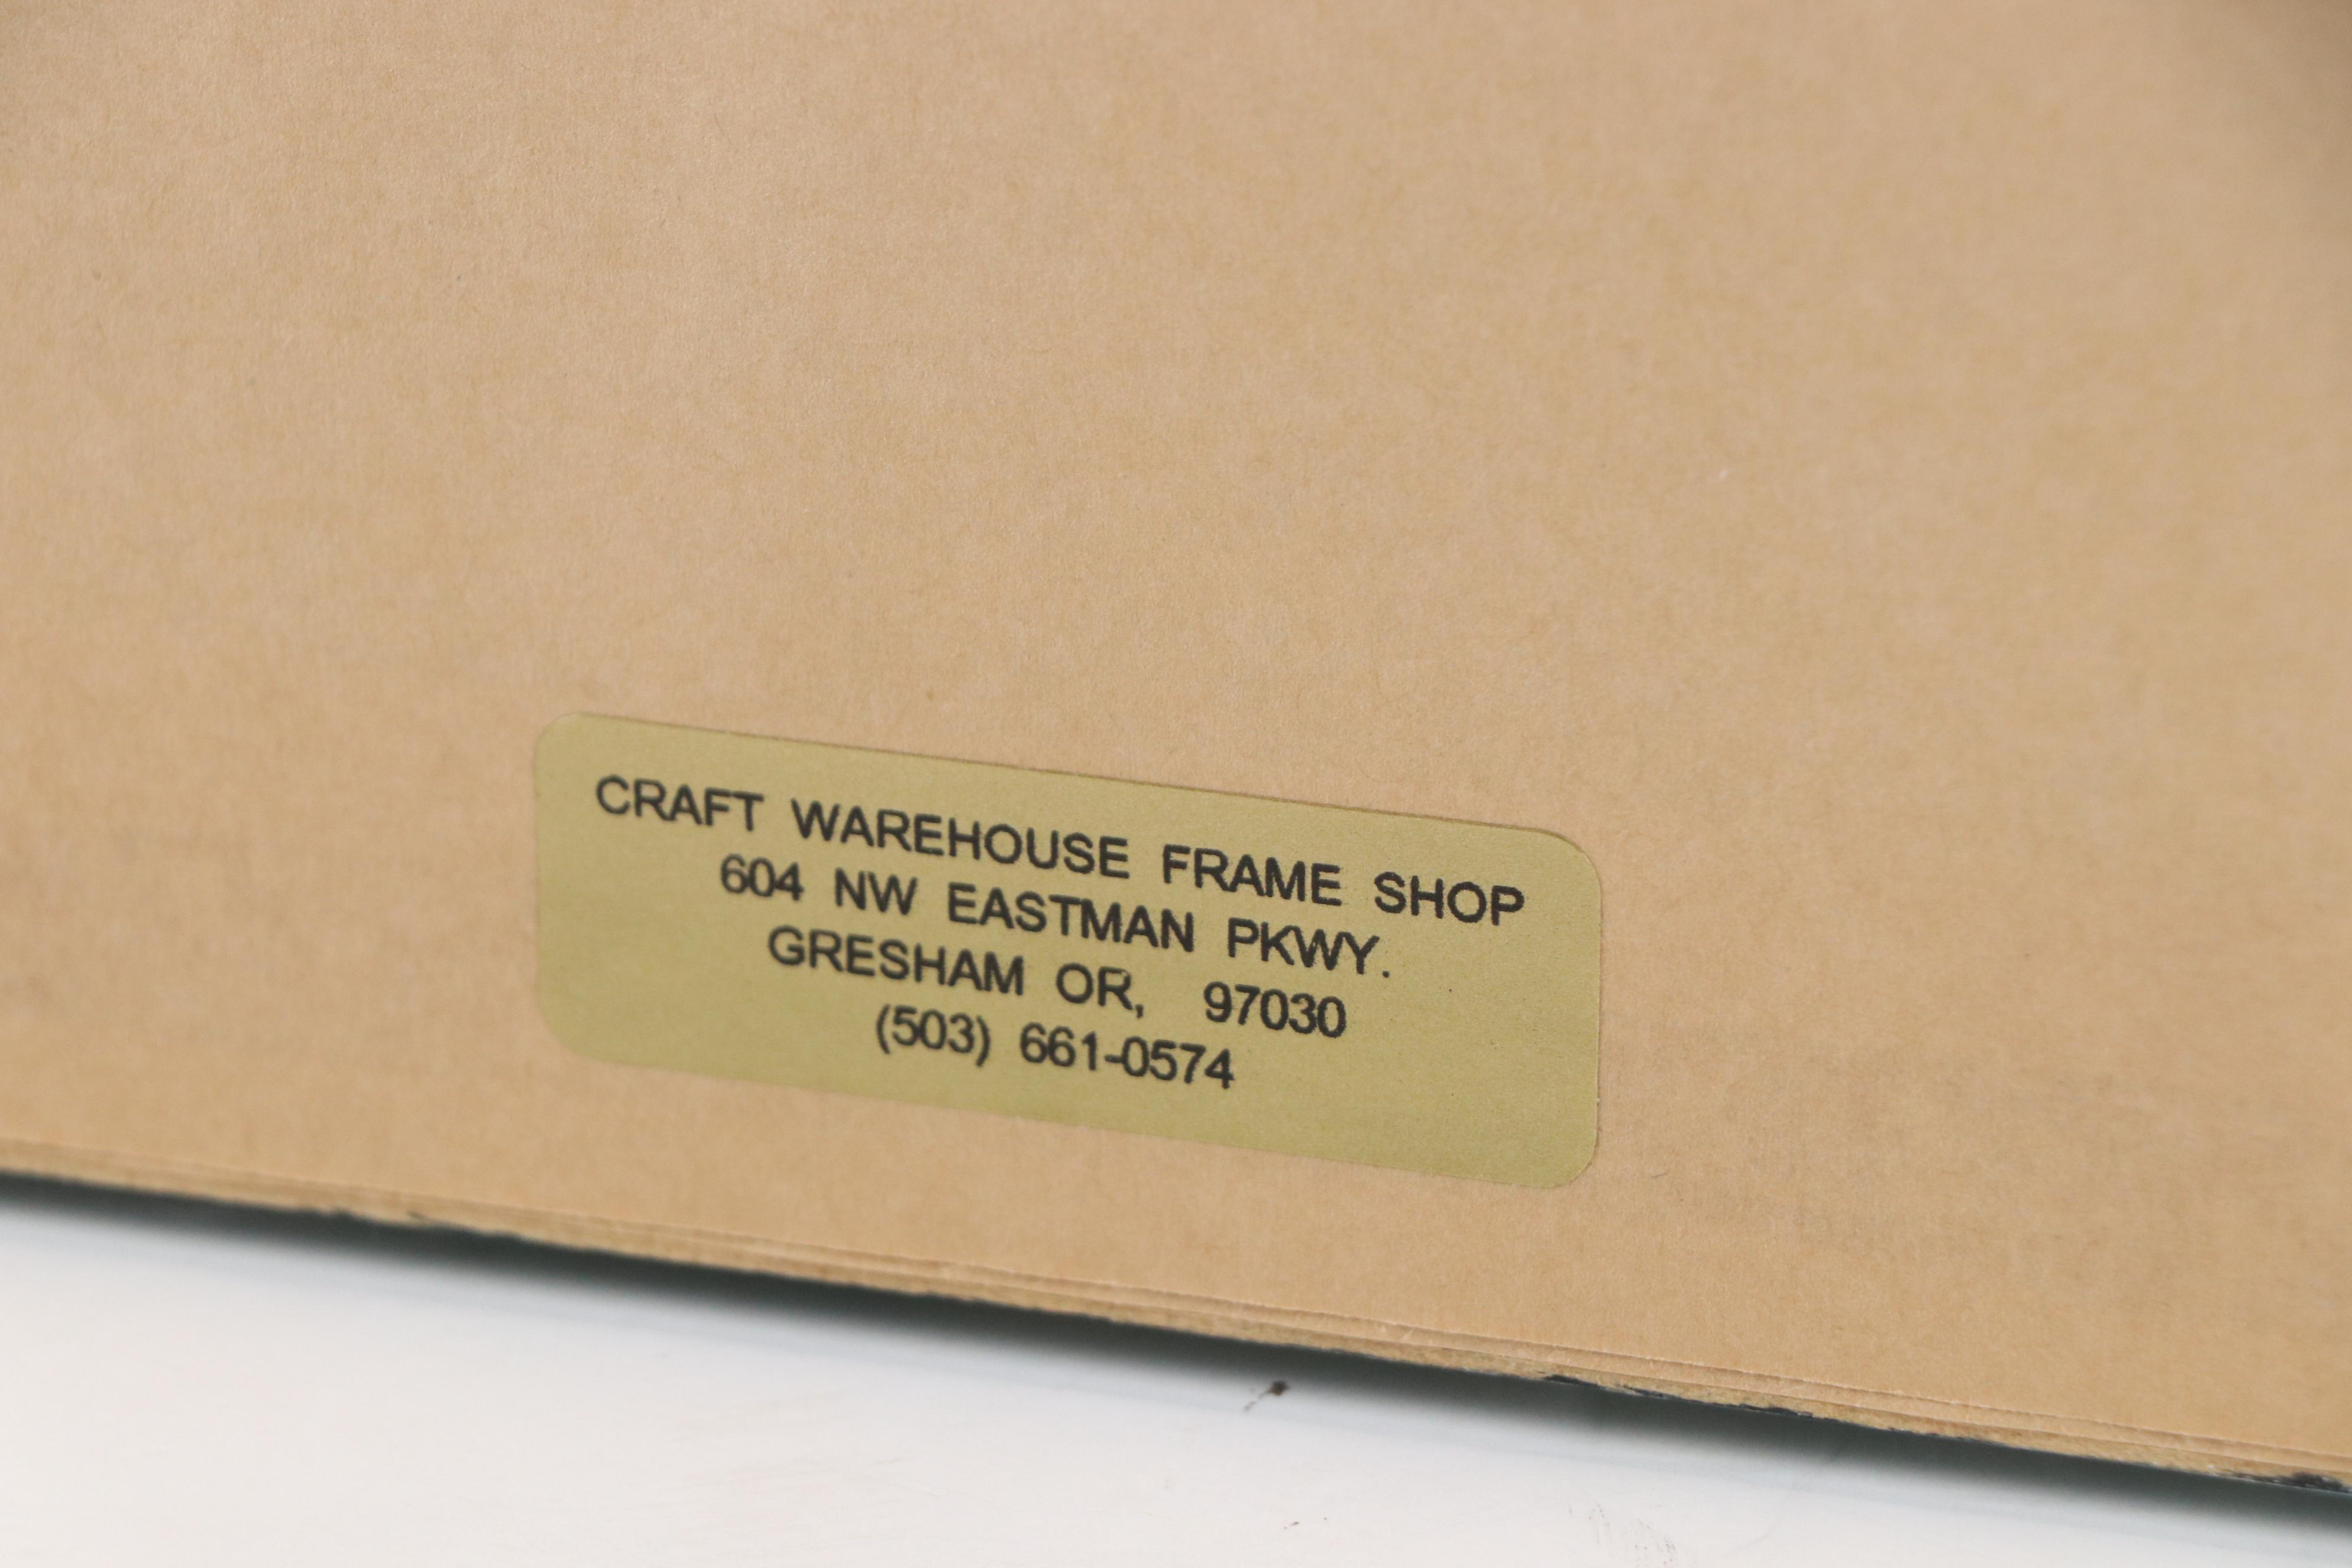 CRAFT WAREHOUSE FRAME SHOP
604 NW EASTMAN PKWY.
GRESHAM OR, 97030
(503) 661-0574